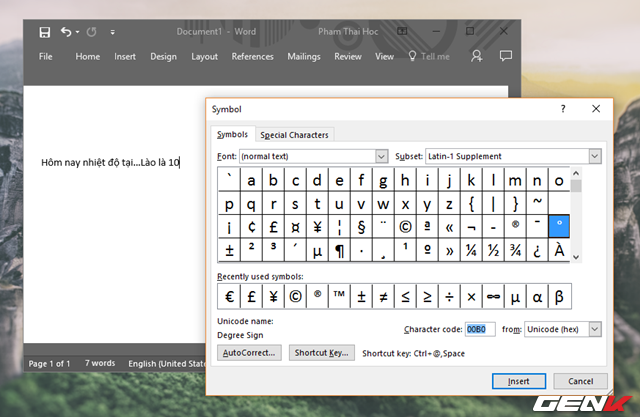 Document1 - Word
Pham Thai Hoc
File Home Insert Design Layout References Mailings Review View Tell me
Hôm nay nhiệt độ tại...Lào là 10
Symbol
? ×
Symbols Special Characters
Font: (normal text) Subset: Latin-1 Supplement
` a b c d e f g h i j k l m n o
p q r s t u v w x y z { | } ~
¡ ¢ £ ¤ ¥ ¦ § ¨ © ª « ¬ - ® ¯ °
± ² ³ ´ µ ¶ · ¸ ¹ º » ¼ ½ ¾ ¿ À
Recently used symbols:
€ £ ¥ © ® ™ ± ≠ ≤ ≥ ÷ × ∞ µ α β
Unicode name:
Degree Sign
Character code: 00B0 from: Unicode (hex)
AutoCorrect... Shortcut Key... Shortcut key: Ctrl+@,Space
Page 1 of 1 7 words English (United States
Insert Cancel
GENK